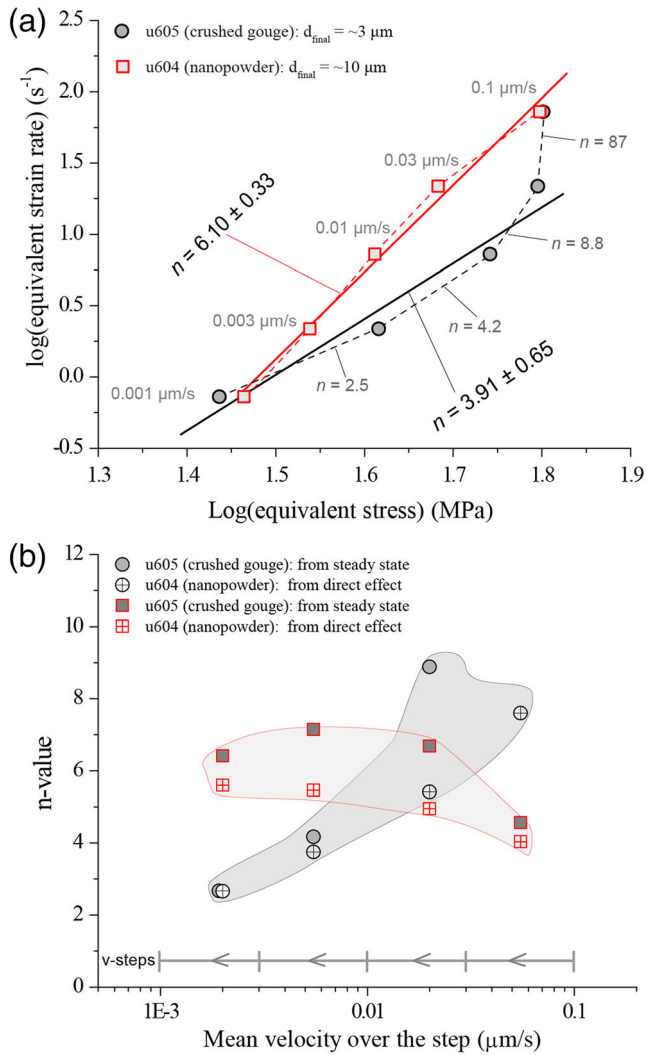 (a)
u605 (crushed gouge): d_final = ~3 μm
u604 (nanopowder): d_final = ~10 μm
log(equivalent strain rate) (s⁻¹)
2.5
2.0
1.5
1.0
0.5
0.0
-0.5
0.1 μm/s
0.03 μm/s
n = 87
0.01 μm/s
n = 6.10 ± 0.33
n = 8.8
0.003 μm/s
n = 4.2
0.001 μm/s
n = 2.5
n = 3.91 ± 0.65
1.3 1.4 1.5 1.6 1.7 1.8 1.9
Log(equivalent stress) (MPa)
(b)
u605 (crushed gouge): from steady state
u604 (nanopowder): from direct effect
u605 (crushed gouge): from steady state
u604 (nanopowder): from direct effect
n-value
12
10
8
6
4
2
0
v-steps
1E-3 0.01 0.1
Mean velocity over the step (μm/s)